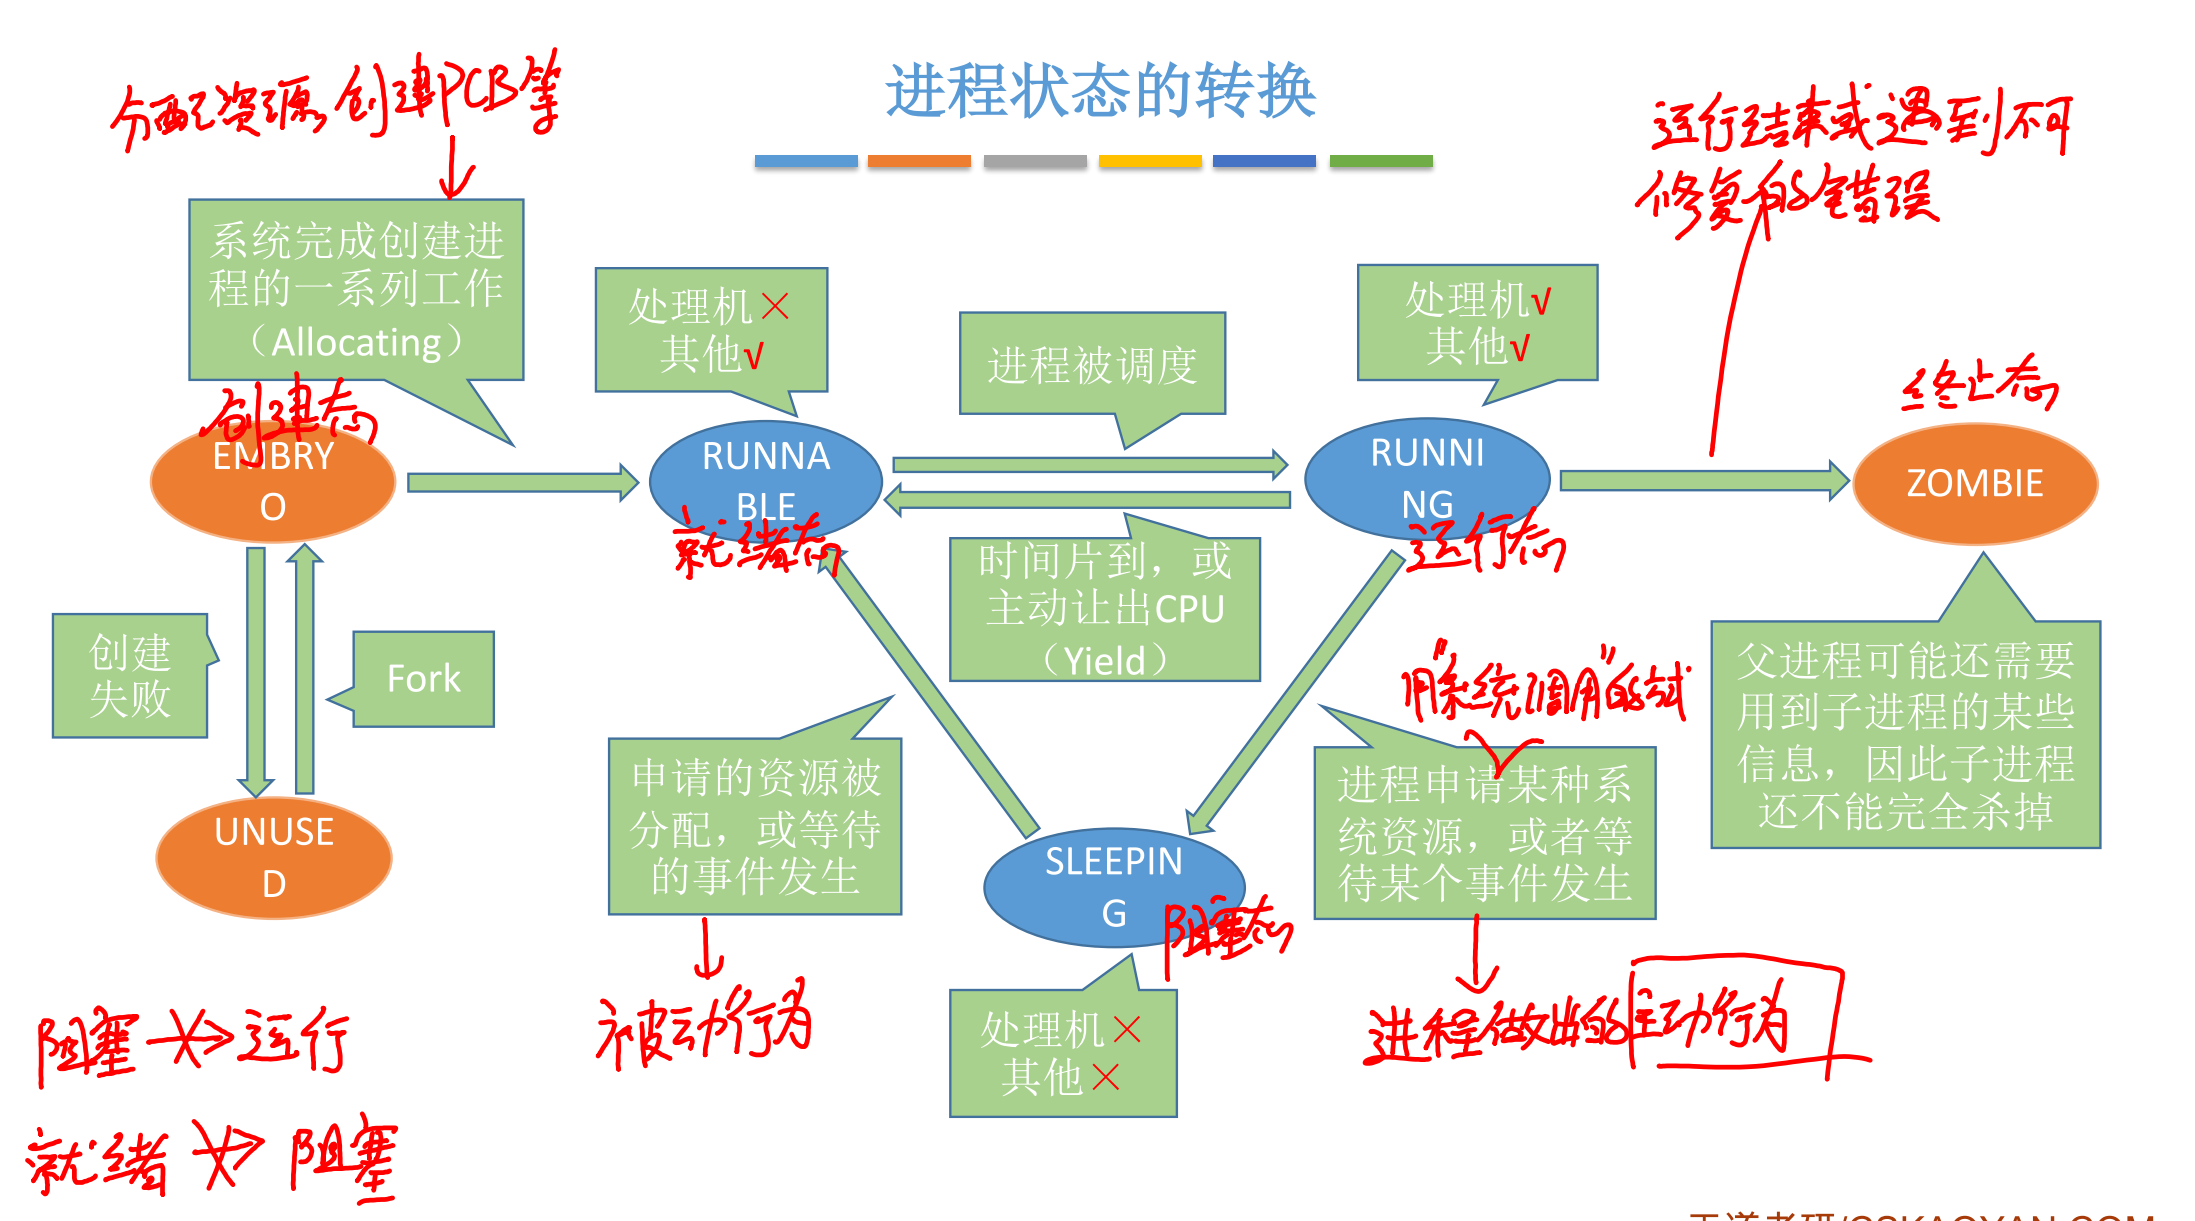 进程状态的转换
分配资源,创建PCB等
运行结束或遇到不可
修复的错误
系统完成创建进
程的一系列工作
（Allocating）
处理机×
其他√
进程被调度
处理机√
其他√
创建态
EMBRY
O
RUNNA
BLE
就绪态
RUNNI
NG
运行态
终止态
ZOMBIE
时间片到，或
主动让出CPU
（Yield）
创建
失败
Fork
UNUSE
D
申请的资源被
分配，或等待
的事件发生
被动行为
SLEEPIN
G
阻塞态
处理机×
其他×
用"系统调用"的方式
进程申请某种系
统资源，或者等
待某个事件发生
进程做出的主动行为
父进程可能还需要
用到子进程的某些
信息，因此子进程
还不能完全杀掉
阻塞 运行
就绪 阻塞
王道考研/CSKAOYAN.COM